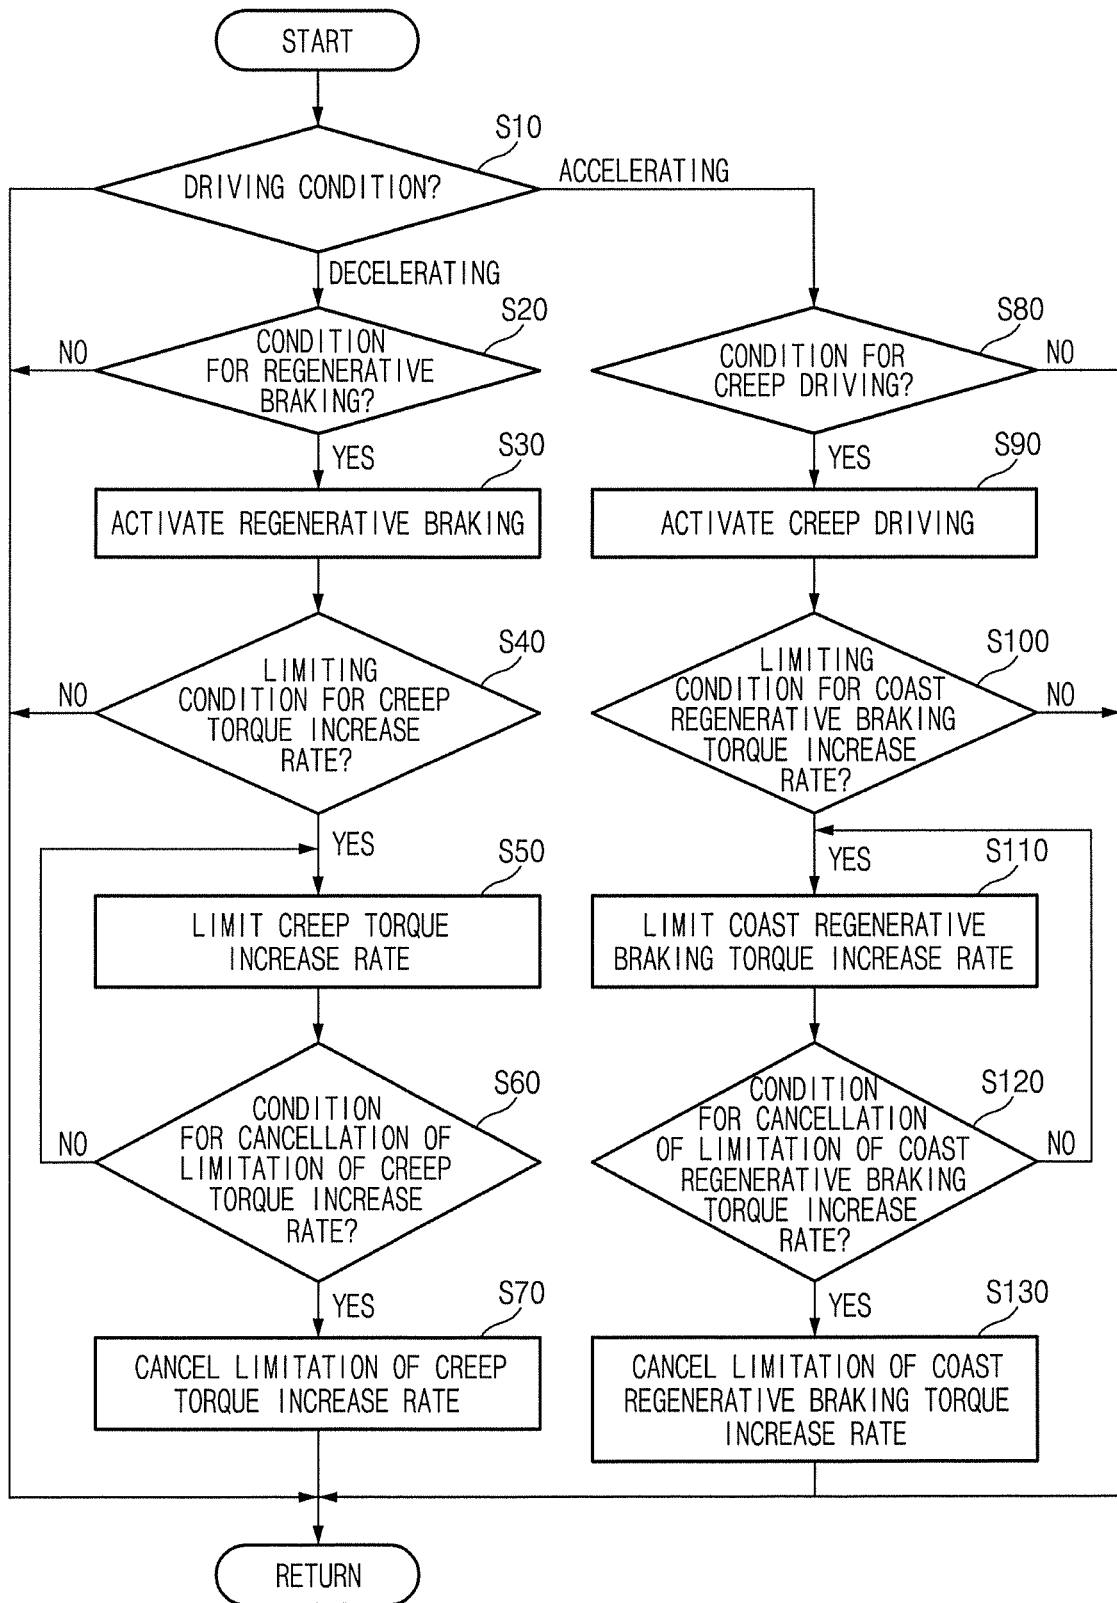 START
S10
DRIVING CONDITION?
ACCELERATING
DECELERATING
S20
CONDITION
FOR REGENERATIVE
BRAKING?
NO
YES
S30
ACTIVATE REGENERATIVE BRAKING
S40
LIMITING
CONDITION FOR CREEP
TORQUE INCREASE
RATE?
NO
YES
S50
LIMIT CREEP TORQUE
INCREASE RATE
S60
CONDITION
FOR CANCELLATION OF
LIMITATION OF CREEP
TORQUE INCREASE
RATE?
NO
YES
S70
CANCEL LIMITATION OF CREEP
TORQUE INCREASE RATE
S80
CONDITION FOR
CREEP DRIVING?
NO
YES
S90
ACTIVATE CREEP DRIVING
S100
LIMITING
CONDITION FOR COAST
REGENERATIVE BRAKING
TORQUE INCREASE
RATE?
NO
YES
S110
LIMIT COAST REGENERATIVE
BRAKING TORQUE INCREASE RATE
S120
CONDITION
FOR CANCELLATION
OF LIMITATION OF COAST
REGENERATIVE BRAKING
TORQUE INCREASE
RATE?
NO
YES
S130
CANCEL LIMITATION OF COAST
REGENERATIVE BRAKING TORQUE
INCREASE RATE
RETURN